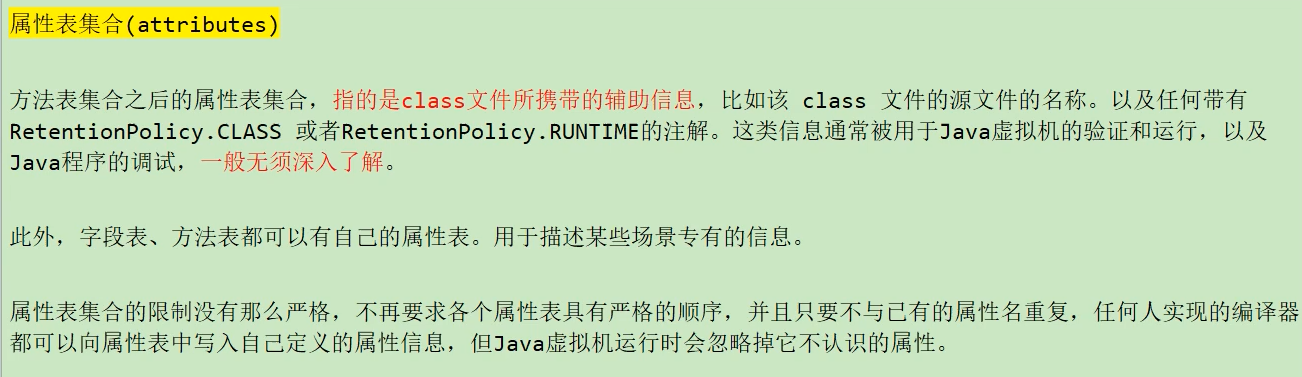 属性表集合(attributes)
方法表集合之后的属性表集合，指的是class文件所携带的辅助信息，比如该 class 文件的源文件的名称。以及任何带有
RetentionPolicy.CLASS 或者RetentionPolicy.RUNTIME的注解。这类信息通常被用于Java虚拟机的验证和运行，以及
Java程序的调试，一般无须深入了解。
此外，字段表、方法表都可以有自己的属性表。用于描述某些场景专有的信息。
属性表集合的限制没有那么严格，不再要求各个属性表具有严格的顺序，并且只要不与已有的属性名重复，任何人实现的编译器
都可以向属性表中写入自己定义的属性信息，但Java虚拟机运行时会忽略掉它不认识的属性。